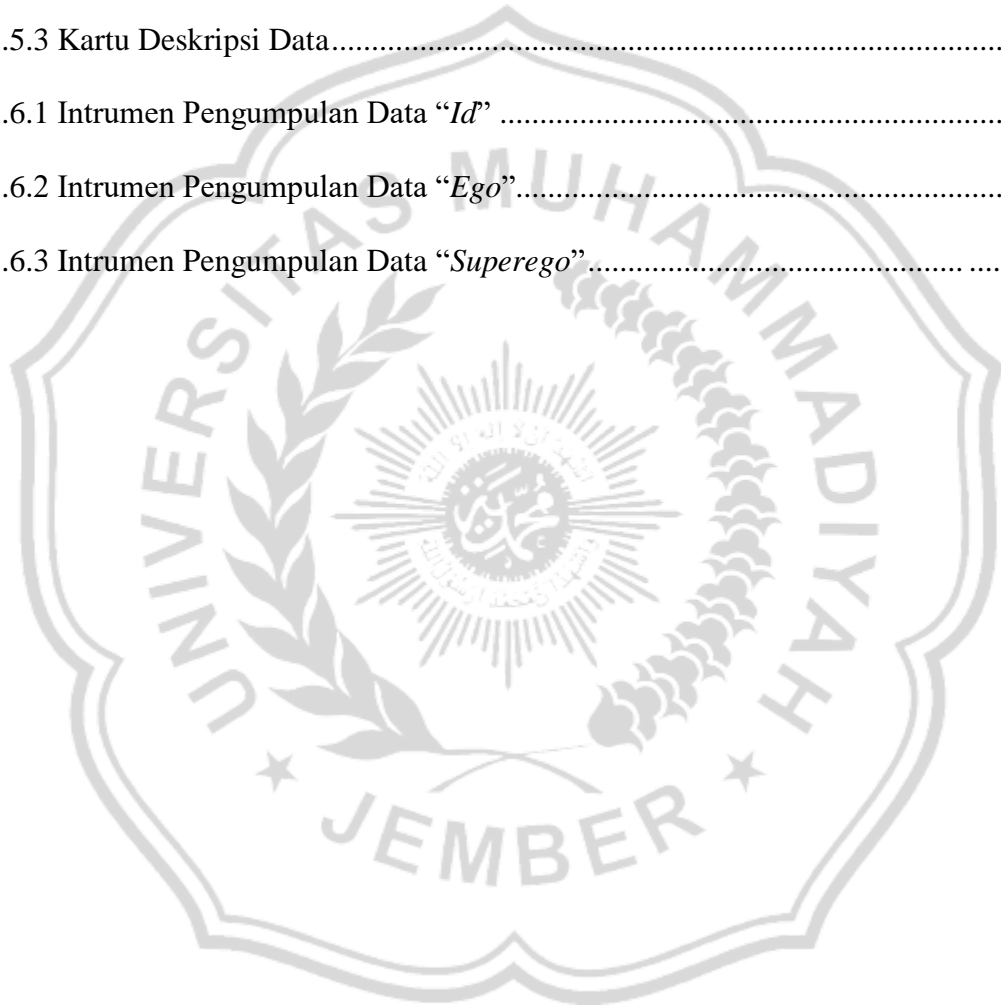 .5.3 Kartu Deskripsi Data............................................................................................
.6.1 Intrumen Pengumpulan Data “Id” ......................................................................
.6.2 Intrumen Pengumpulan Data “Ego”....................................................................
.6.3 Intrumen Pengumpulan Data “Superego”.............................................. ....
UNIVERSITAS MUHAMMADIYAH
JEMBER